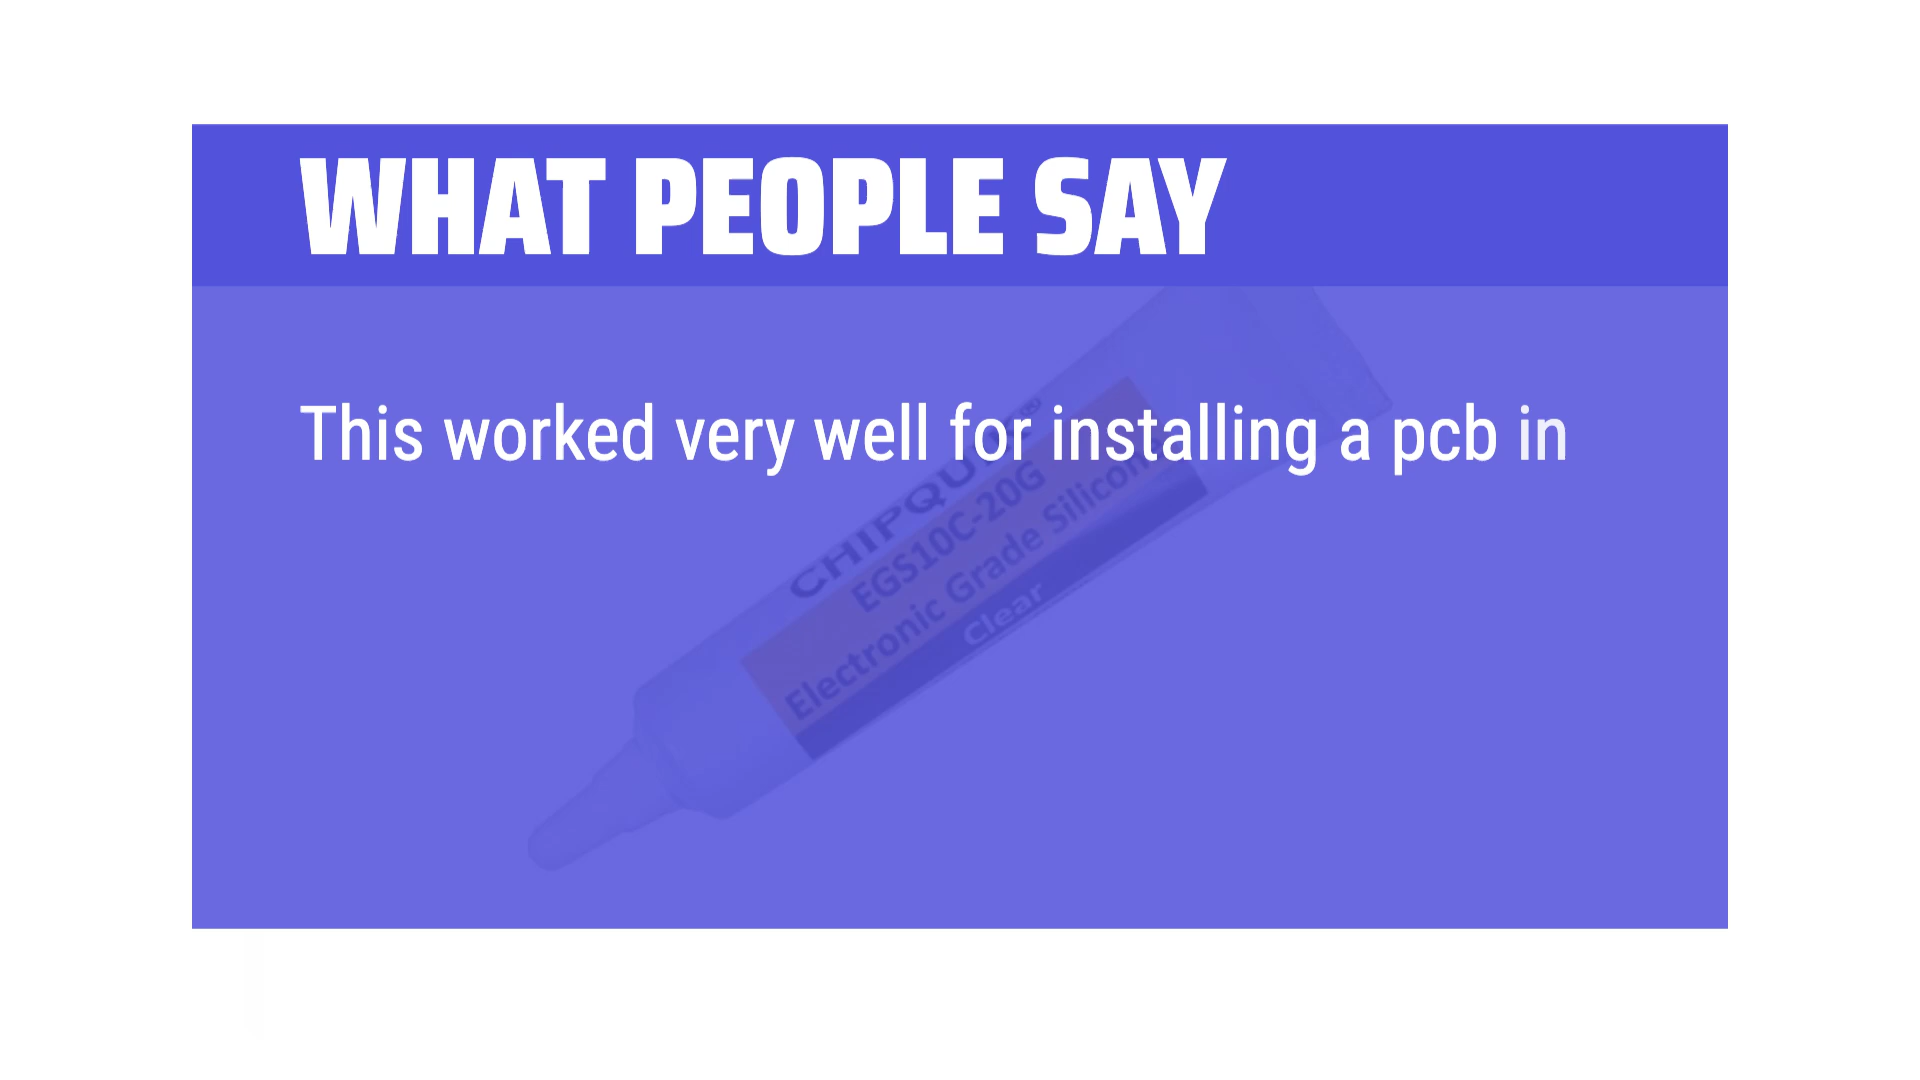 WHAT PEOPLE SAY
This worked very well for installing a pcb in
CHIPQUIK®
EGS10C-20G
Electronic Grade Silicone
Clear